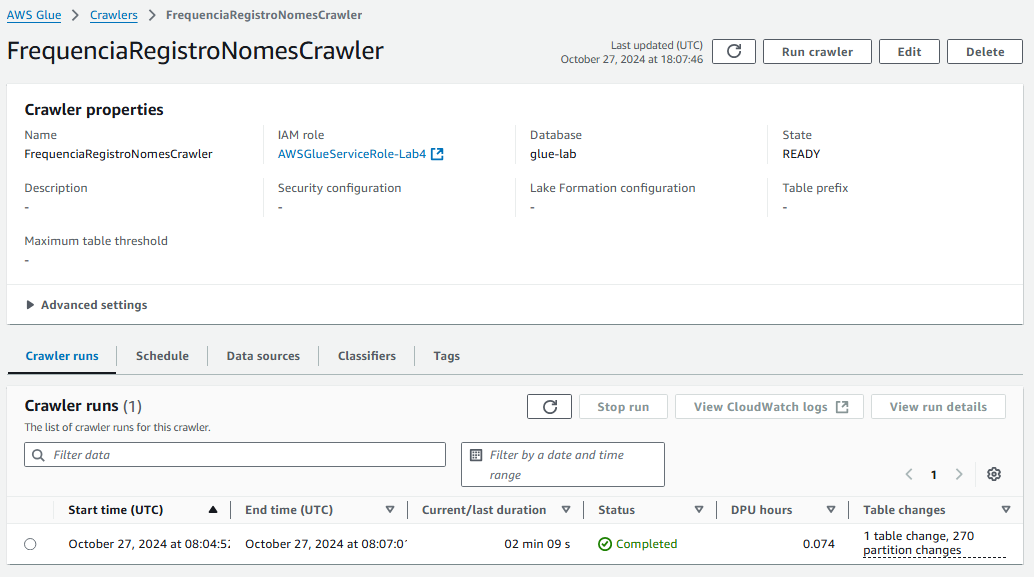 AWS Glue > Crawlers > FrequenciaRegistroNomesCrawler
FrequenciaRegistroNomesCrawler
Last updated (UTC)
October 27, 2024 at 18:07:46
Run crawler
Edit
Delete
Crawler properties
Name
FrequenciaRegistroNomesCrawler
IAM role
AWSGlueServiceRole-Lab4
Database
glue-lab
State
READY
Description
-
Security configuration
-
Lake Formation configuration
-
Table prefix
-
Maximum table threshold
-
Advanced settings
Crawler runs
Schedule
Data sources
Classifiers
Tags
Crawler runs (1)
The list of crawler runs for this crawler.
Stop run
View CloudWatch logs
View run details
Filter data
Filter by a date and time
range
1
Start time (UTC)
End time (UTC)
Current/last duration
Status
DPU hours
Table changes
October 27, 2024 at 08:04:52
October 27, 2024 at 08:07:01
02 min 09 s
Completed
0.074
1 table change, 270
partition changes